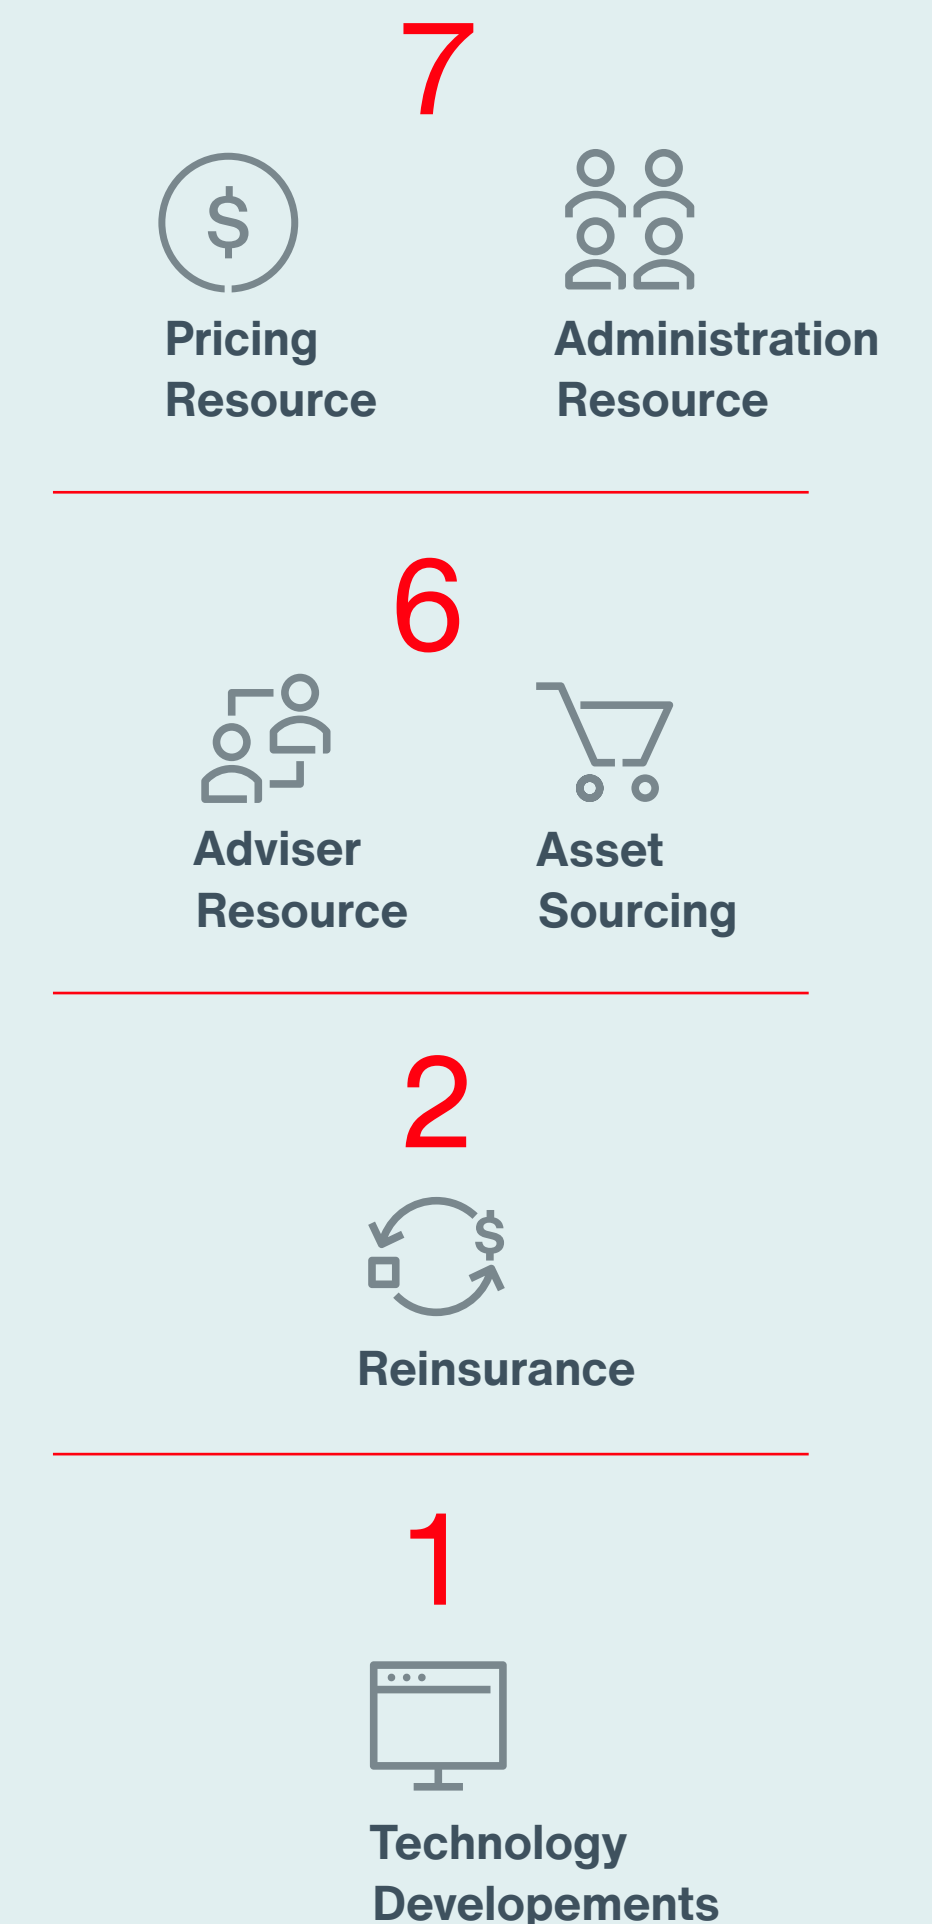 7
$
Pricing
Resource
Administration
Resource
6
Adviser
Resource
Asset
Sourcing
2
$
Reinsurance
1
Technology
Developements